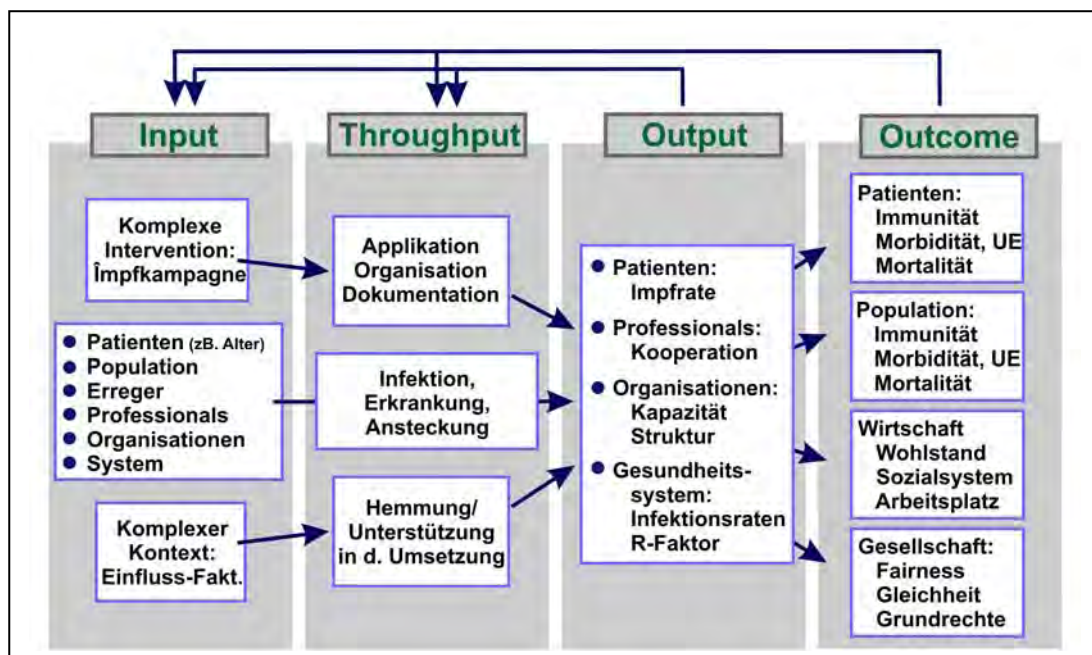 Input
Komplexe
Intervention:
Împfkampagne
Patienten (zB. Alter)
Population
Erreger
Professionals
Organisationen
System
Komplexer
Kontext:
Einfluss-Fakt.
Throughput
Applikation
Organisation
Dokumentation
Infektion,
Erkrankung,
Ansteckung
Hemmung/
Unterstützung
in d. Umsetzung
Output
Patienten:
Impfrate
Professionals:
Kooperation
Organisationen:
Kapazität
Struktur
Gesundheits-
system:
Infektionsraten
R-Faktor
Outcome
Patienten:
Immunität
Morbidität, UE
Mortalität
Population:
Immunität
Morbidität, UE
Mortalität
Wirtschaft
Wohlstand
Sozialsystem
Arbeitsplatz
Gesellschaft:
Fairness
Gleichheit
Grundrechte